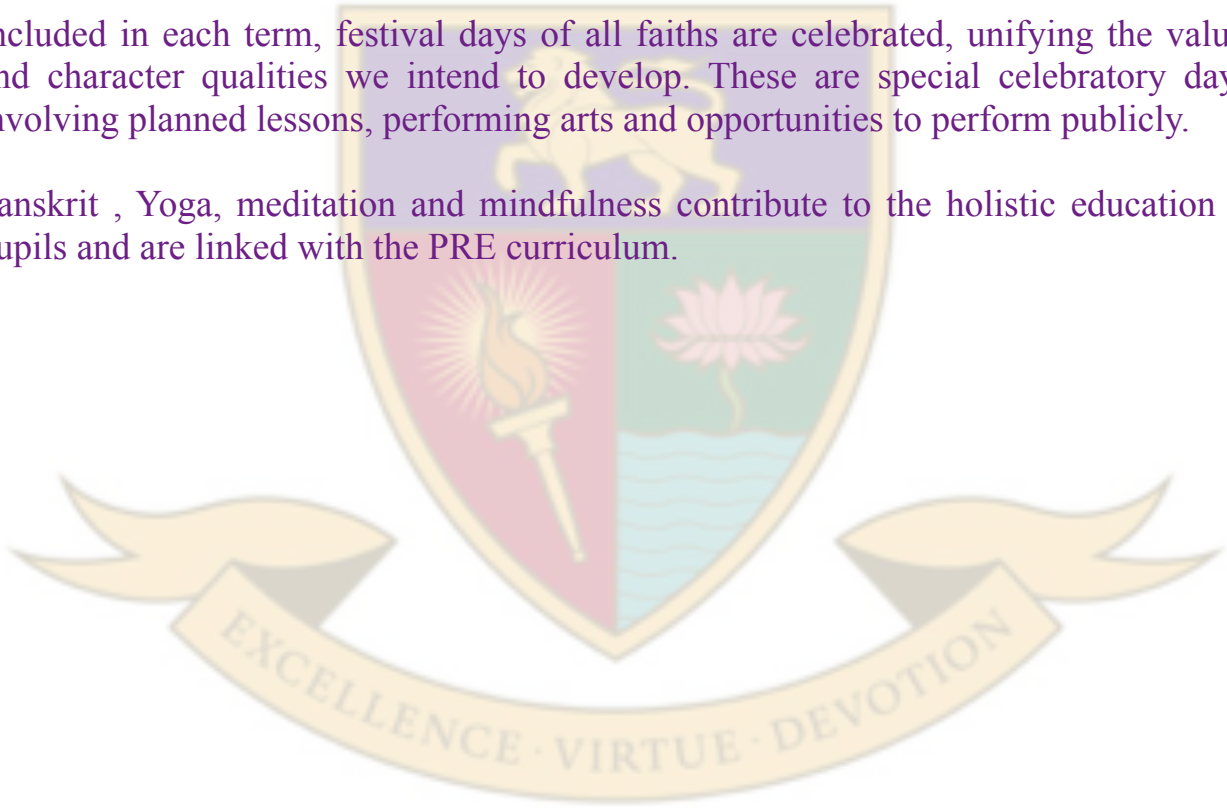 ncluded in each term, festival days of all faiths are celebrated, unifying the valu
nd character qualities we intend to develop. These are special celebratory day
nvolving planned lessons, performing arts and opportunities to perform publicly.
anskrit , Yoga, meditation and mindfulness contribute to the holistic education
upils and are linked with the PRE curriculum.
EXCELLENCE · VIRTUE · DEVOTION